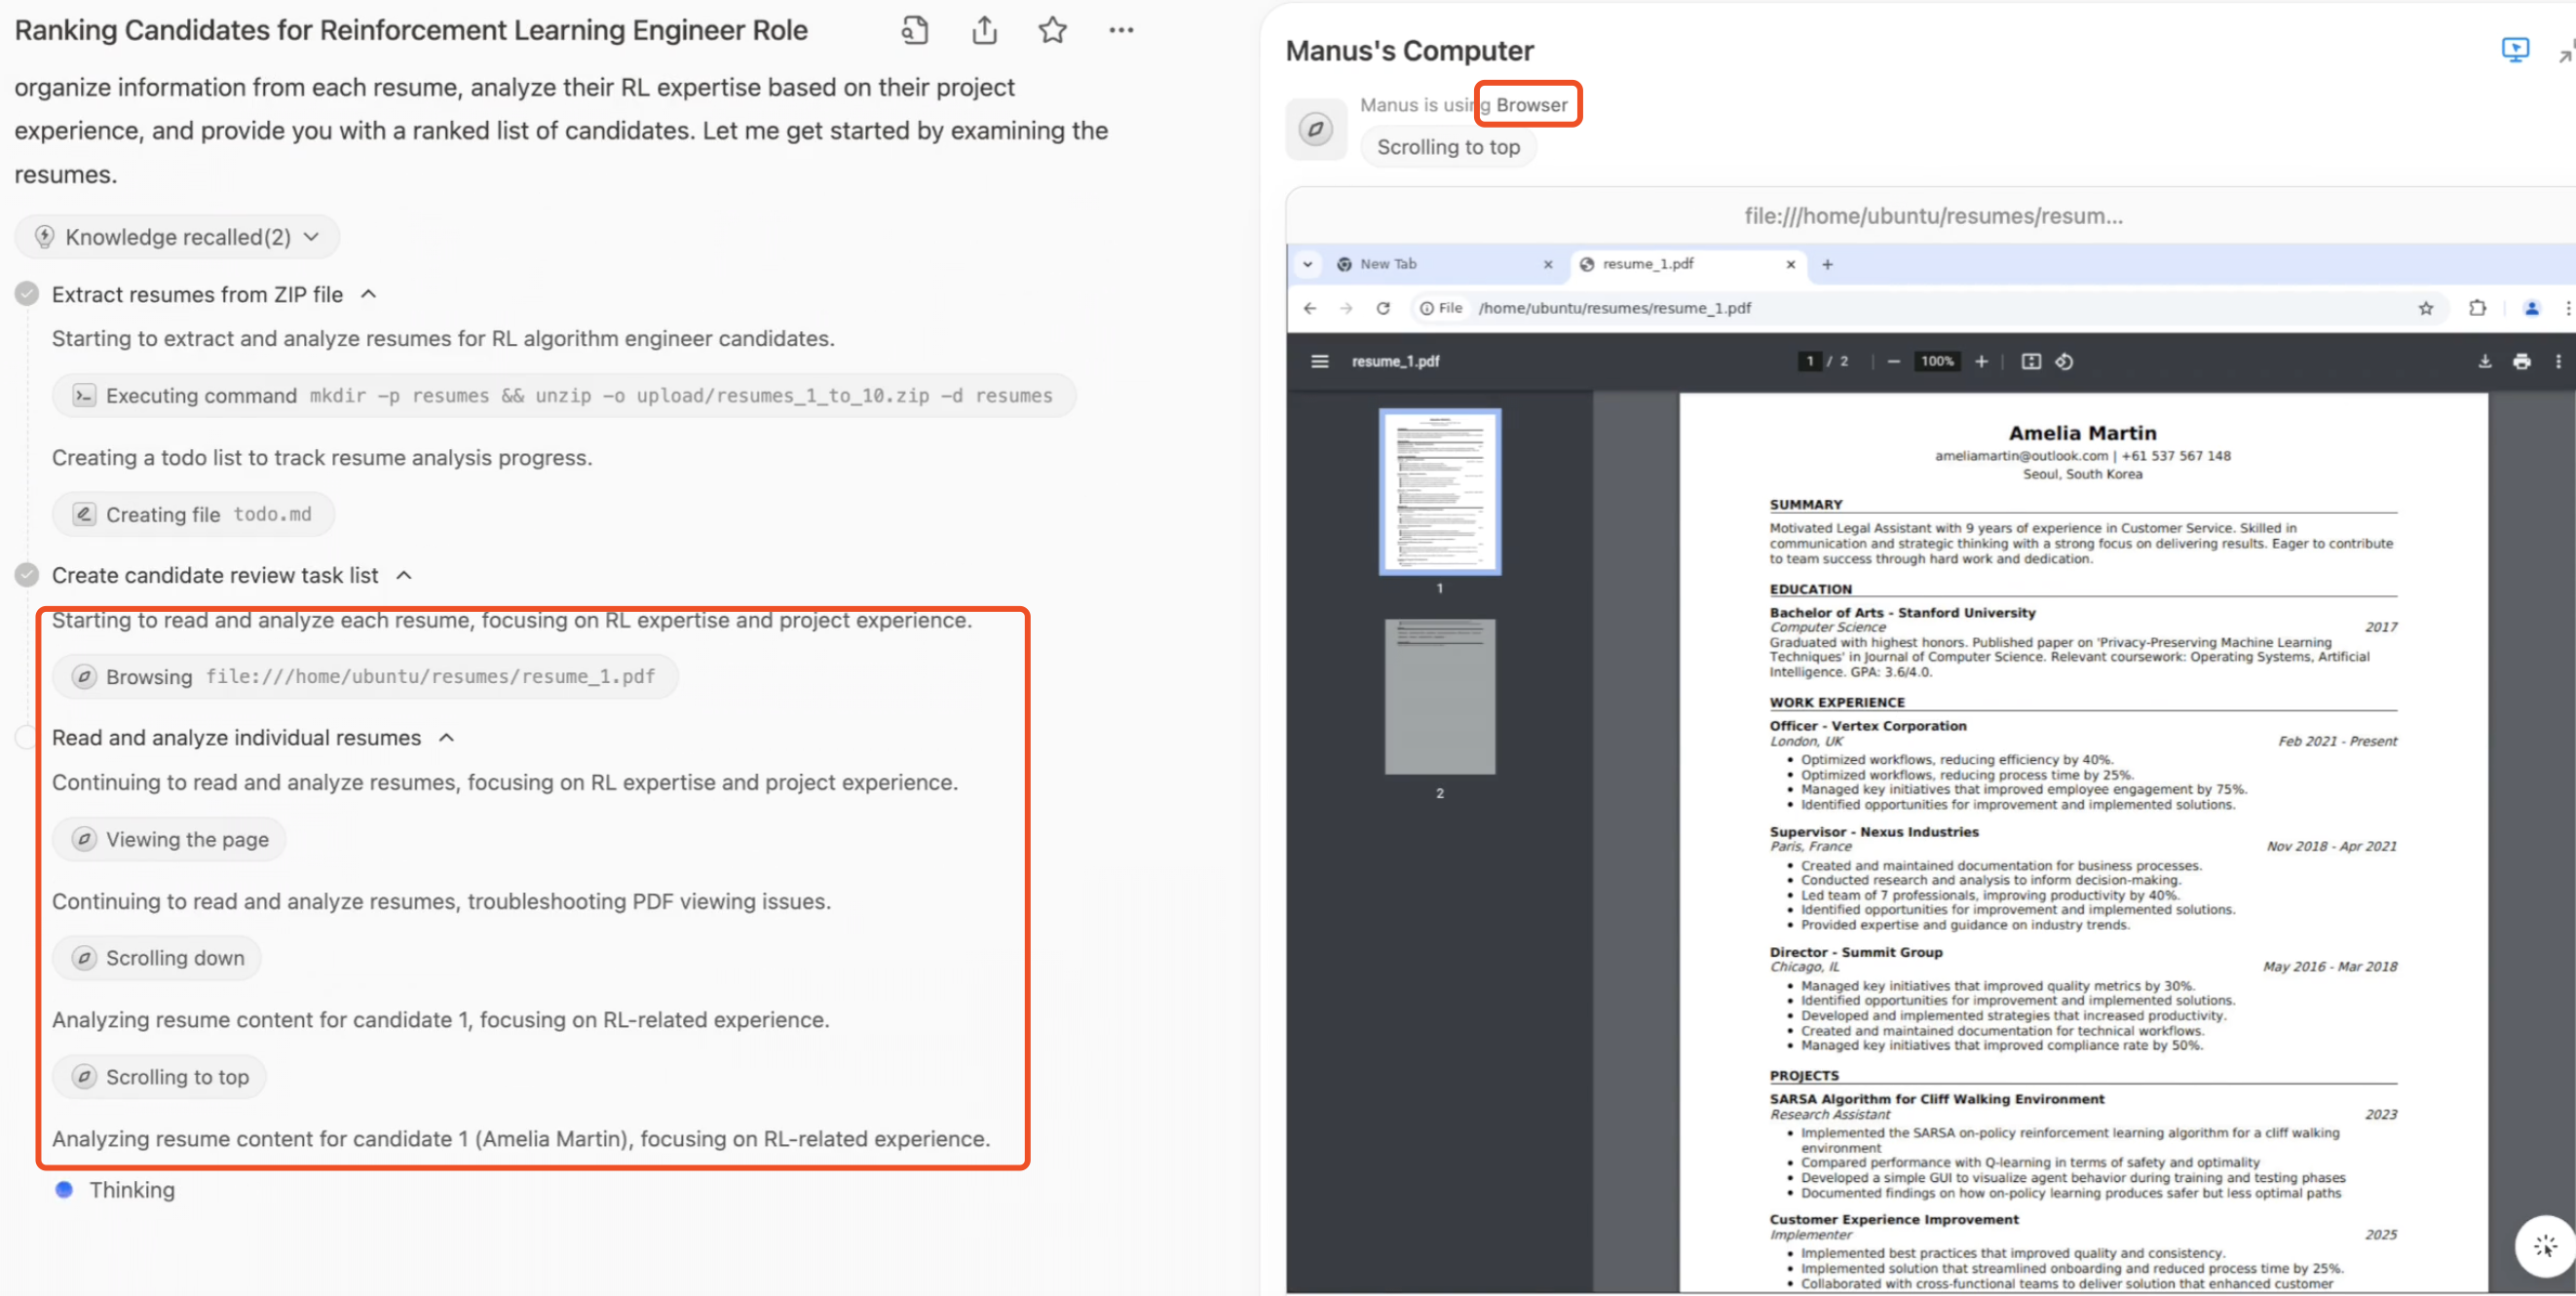 Ranking Candidates for Reinforcement Learning Engineer Role
organize information from each resume, analyze their RL expertise based on their project
experience, and provide you with a ranked list of candidates. Let me get started by examining the
resumes.
Knowledge recalled(2)
Extract resumes from ZIP file
Starting to extract and analyze resumes for RL algorithm engineer candidates.
Executing command mkdir -p resumes && unzip -o upload/resumes_1_to_10.zip -d resumes
Creating a todo list to track resume analysis progress.
Creating file todo.md
Create candidate review task list
Starting to read and analyze each resume, focusing on RL expertise and project experience.
Browsing file:///home/ubuntu/resumes/resume_1.pdf
Read and analyze individual resumes
Continuing to read and analyze resumes, focusing on RL expertise and project experience.
Viewing the page
Continuing to read and analyze resumes, troubleshooting PDF viewing issues.
Scrolling down
Analyzing resume content for candidate 1, focusing on RL-related experience.
Scrolling to top
Analyzing resume content for candidate 1 (Amelia Martin), focusing on RL-related experience.
Thinking
Manus's Computer
Manus is using Browser
Scrolling to top
file:///home/ubuntu/resumes/resum...
New Tab
resume_1.pdf
File /home/ubuntu/resumes/resume_1.pdf
resume_1.pdf
1 / 2
100%
1
2
Amelia Martin
ameliamartin@outlook.com | +61 537 567 148
Seoul, South Korea
SUMMARY
Motivated Legal Assistant with 9 years of experience in Customer Service. Skilled in
communication and strategic thinking with a strong focus on delivering results. Eager to contribute
to team success through hard work and dedication.
EDUCATION
Bachelor of Arts - Stanford University
Computer Science 2017
Graduated with highest honors. Published paper on 'Privacy-Preserving Machine Learning
Techniques' in Journal of Computer Science. Relevant coursework: Operating Systems, Artificial
Intelligence. GPA: 3.6/4.0.
WORK EXPERIENCE
Officer - Vertex Corporation
London, UK Feb 2021 - Present
• Optimized workflows, reducing efficiency by 40%.
• Optimized workflows, reducing process time by 25%.
• Managed key initiatives that improved employee engagement by 75%.
• Identified opportunities for improvement and implemented solutions.
Supervisor - Nexus Industries
Paris, France Nov 2018 - Apr 2021
• Created and maintained documentation for business processes.
• Conducted research and analysis to inform decision-making.
• Led team of 7 professionals, improving productivity by 40%.
• Identified opportunities for improvement and implemented solutions.
• Provided expertise and guidance on industry trends.
Director - Summit Group
Chicago, IL May 2016 - Mar 2018
• Managed key initiatives that improved quality metrics by 30%.
• Identified opportunities for improvement and implemented solutions.
• Developed and implemented strategies that increased productivity.
• Created and maintained documentation for technical workflows.
• Managed key initiatives that improved compliance rate by 50%.
PROJECTS
SARSA Algorithm for Cliff Walking Environment
Research Assistant 2023
• Implemented the SARSA on-policy reinforcement learning algorithm for a cliff walking
environment
• Compared performance with Q-learning in terms of safety and optimality
• Developed a simple GUI to visualize agent behavior during training and testing phases
• Documented findings on how on-policy learning produces safer but less optimal paths
Customer Experience Improvement
Implementer 2025
• Implemented best practices that improved quality and consistency.
• Implemented solution that streamlined onboarding and reduced process time by 25%.
• Collaborated with cross-functional teams to deliver solution that enhanced customer